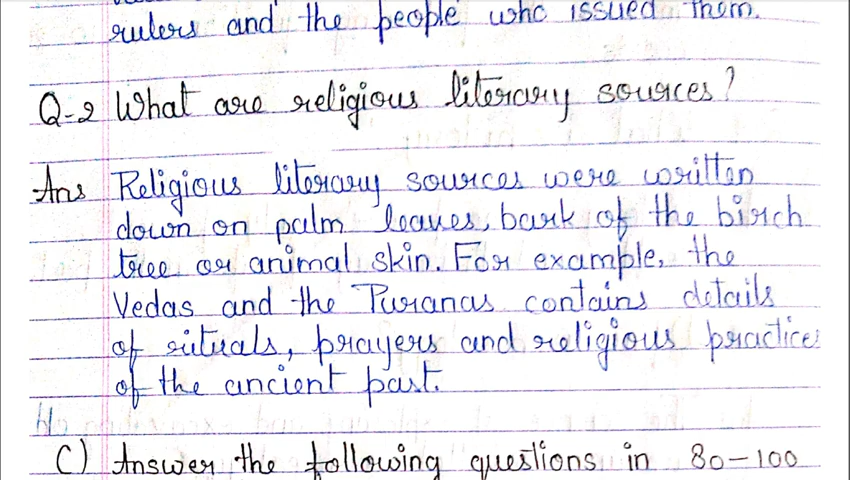 rulers and the people who issued them.
Q-2 What are religious literary sources?
Ans Religious literary sources were written
down on palm leaves, bark of the birch
tree or animal skin. For example, the
Vedas and the Puranas contains details
of rituals, prayers and religious practices
of the ancient past.
C) Answer the following questions in 80-100